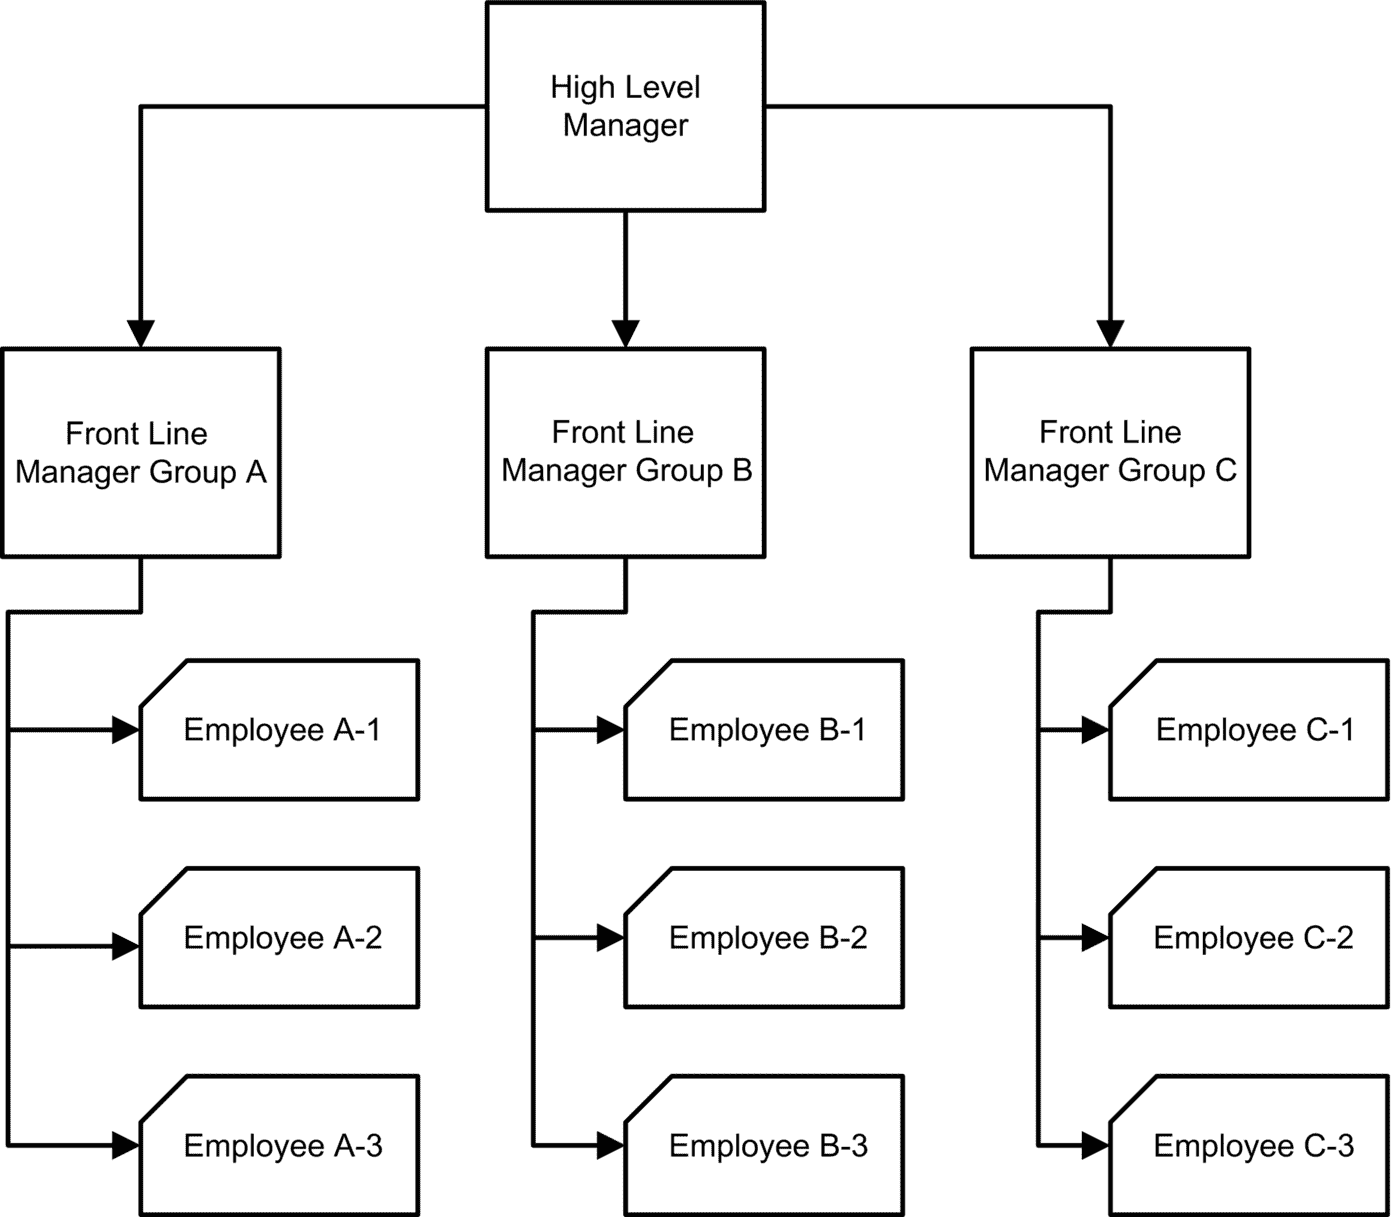 High Level
Manager
Front Line
Manager Group A
Front Line
Manager Group B
Front Line
Manager Group C
Employee A-1
Employee B-1
Employee C-1
Employee A-2
Employee B-2
Employee C-2
Employee A-3
Employee B-3
Employee C-3